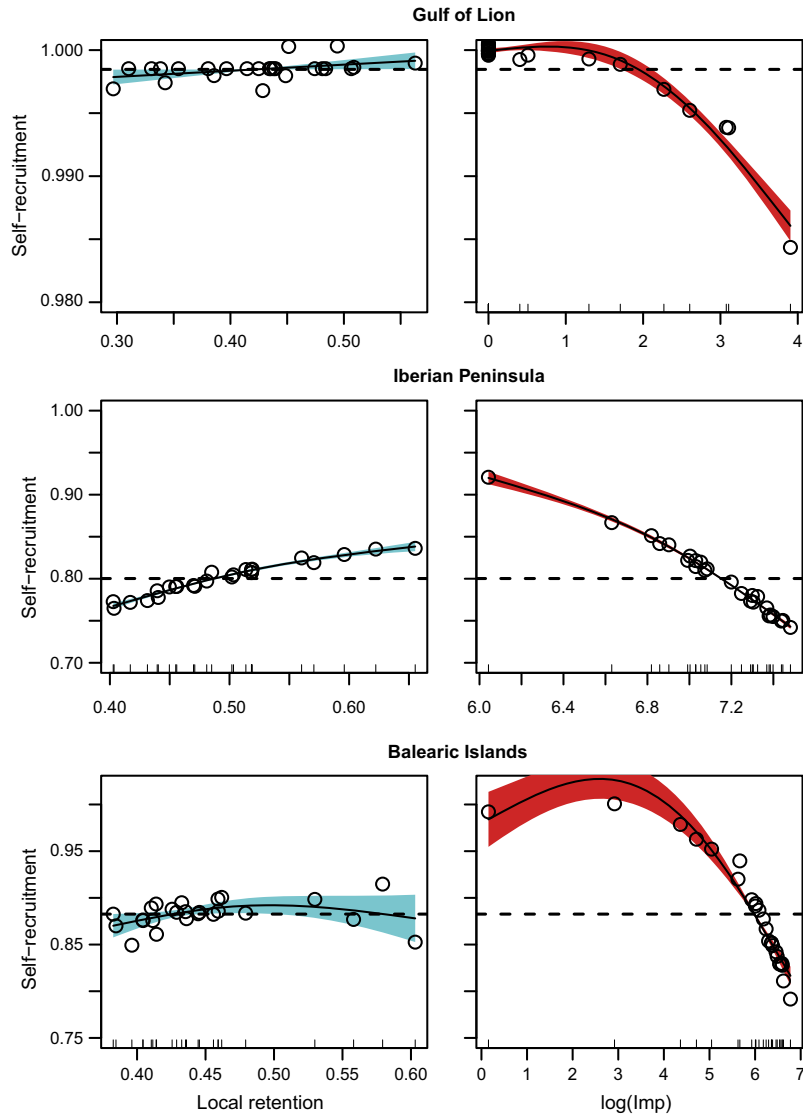 Gulf of Lion
Self−recruitment
1.000
0.990
0.980
0.30 0.40 0.50
0 1 2 3 4
Iberian Peninsula
Self−recruitment
1.00
0.90
0.80
0.70
0.40 0.50 0.60
6.0 6.4 6.8 7.2
Balearic Islands
Self−recruitment
0.95
0.85
0.75
0.40 0.45 0.50 0.55 0.60
0 1 2 3 4 5 6 7
Local retention
log(Imp)